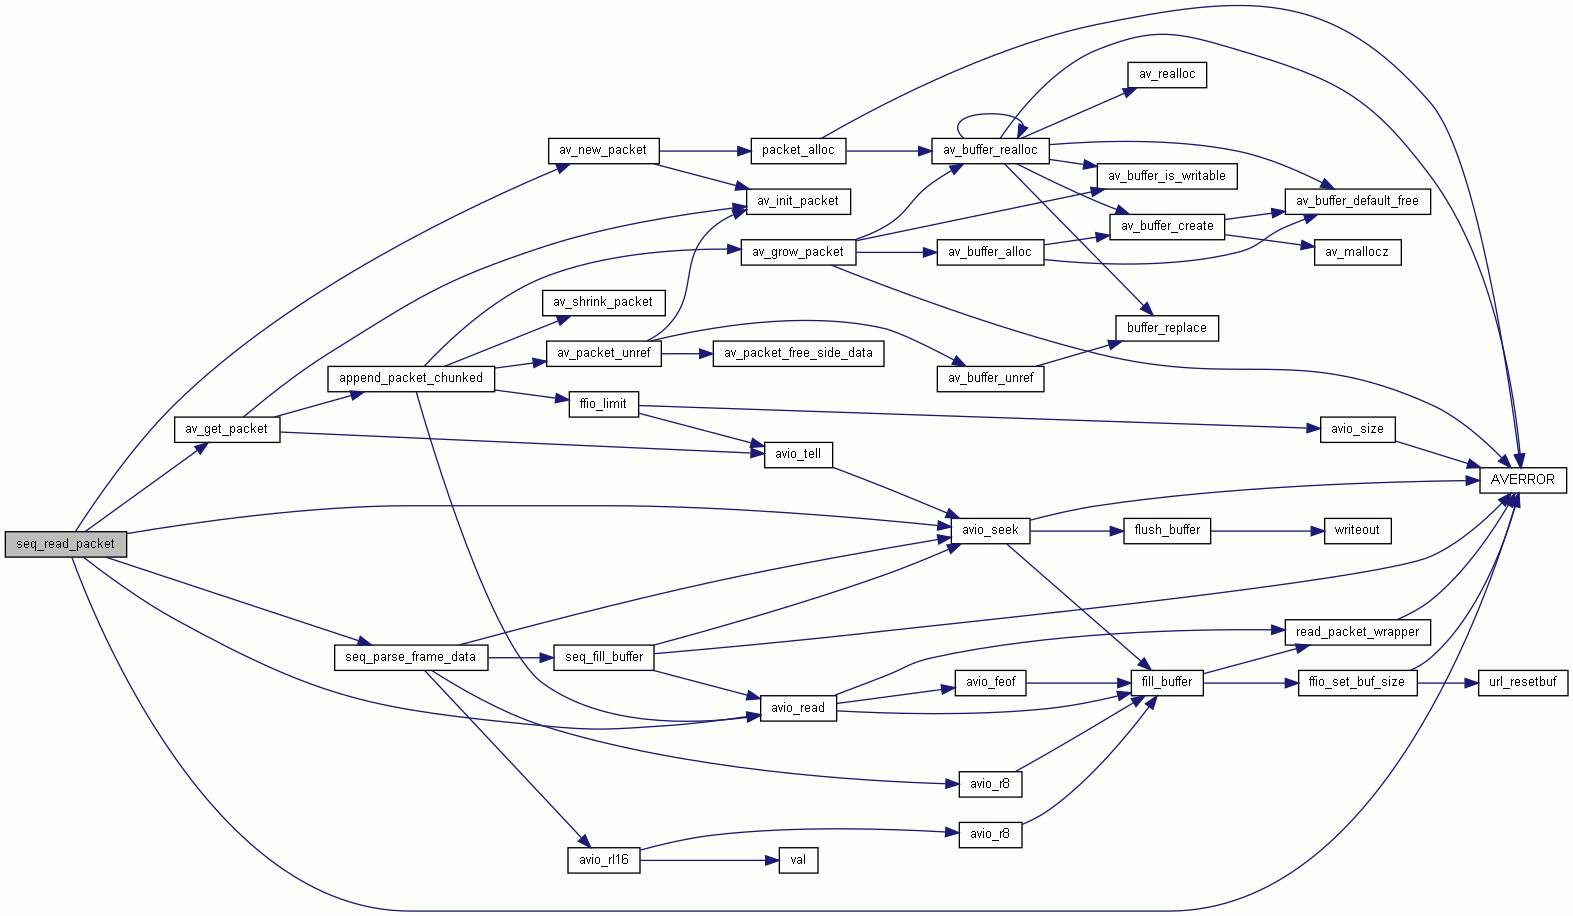 av_realloc
av_new_packet
packet_alloc
av_buffer_realloc
av_buffer_is_writable
av_init_packet
av_buffer_default_free
av_buffer_create
av_grow_packet
av_buffer_alloc
av_mallocz
av_shrink_packet
buffer_replace
av_packet_unref
av_packet_free_side_data
append_packet_chunked
av_buffer_unref
ffio_limit
av_get_packet
avio_size
avio_tell
AVERROR
seq_read_packet
avio_seek
flush_buffer
writeout
read_packet_wrapper
seq_parse_frame_data
seq_fill_buffer
avio_feof
fill_buffer
ffio_set_buf_size
url_resetbuf
avio_read
avio_r8
avio_r8
avio_rl16
val